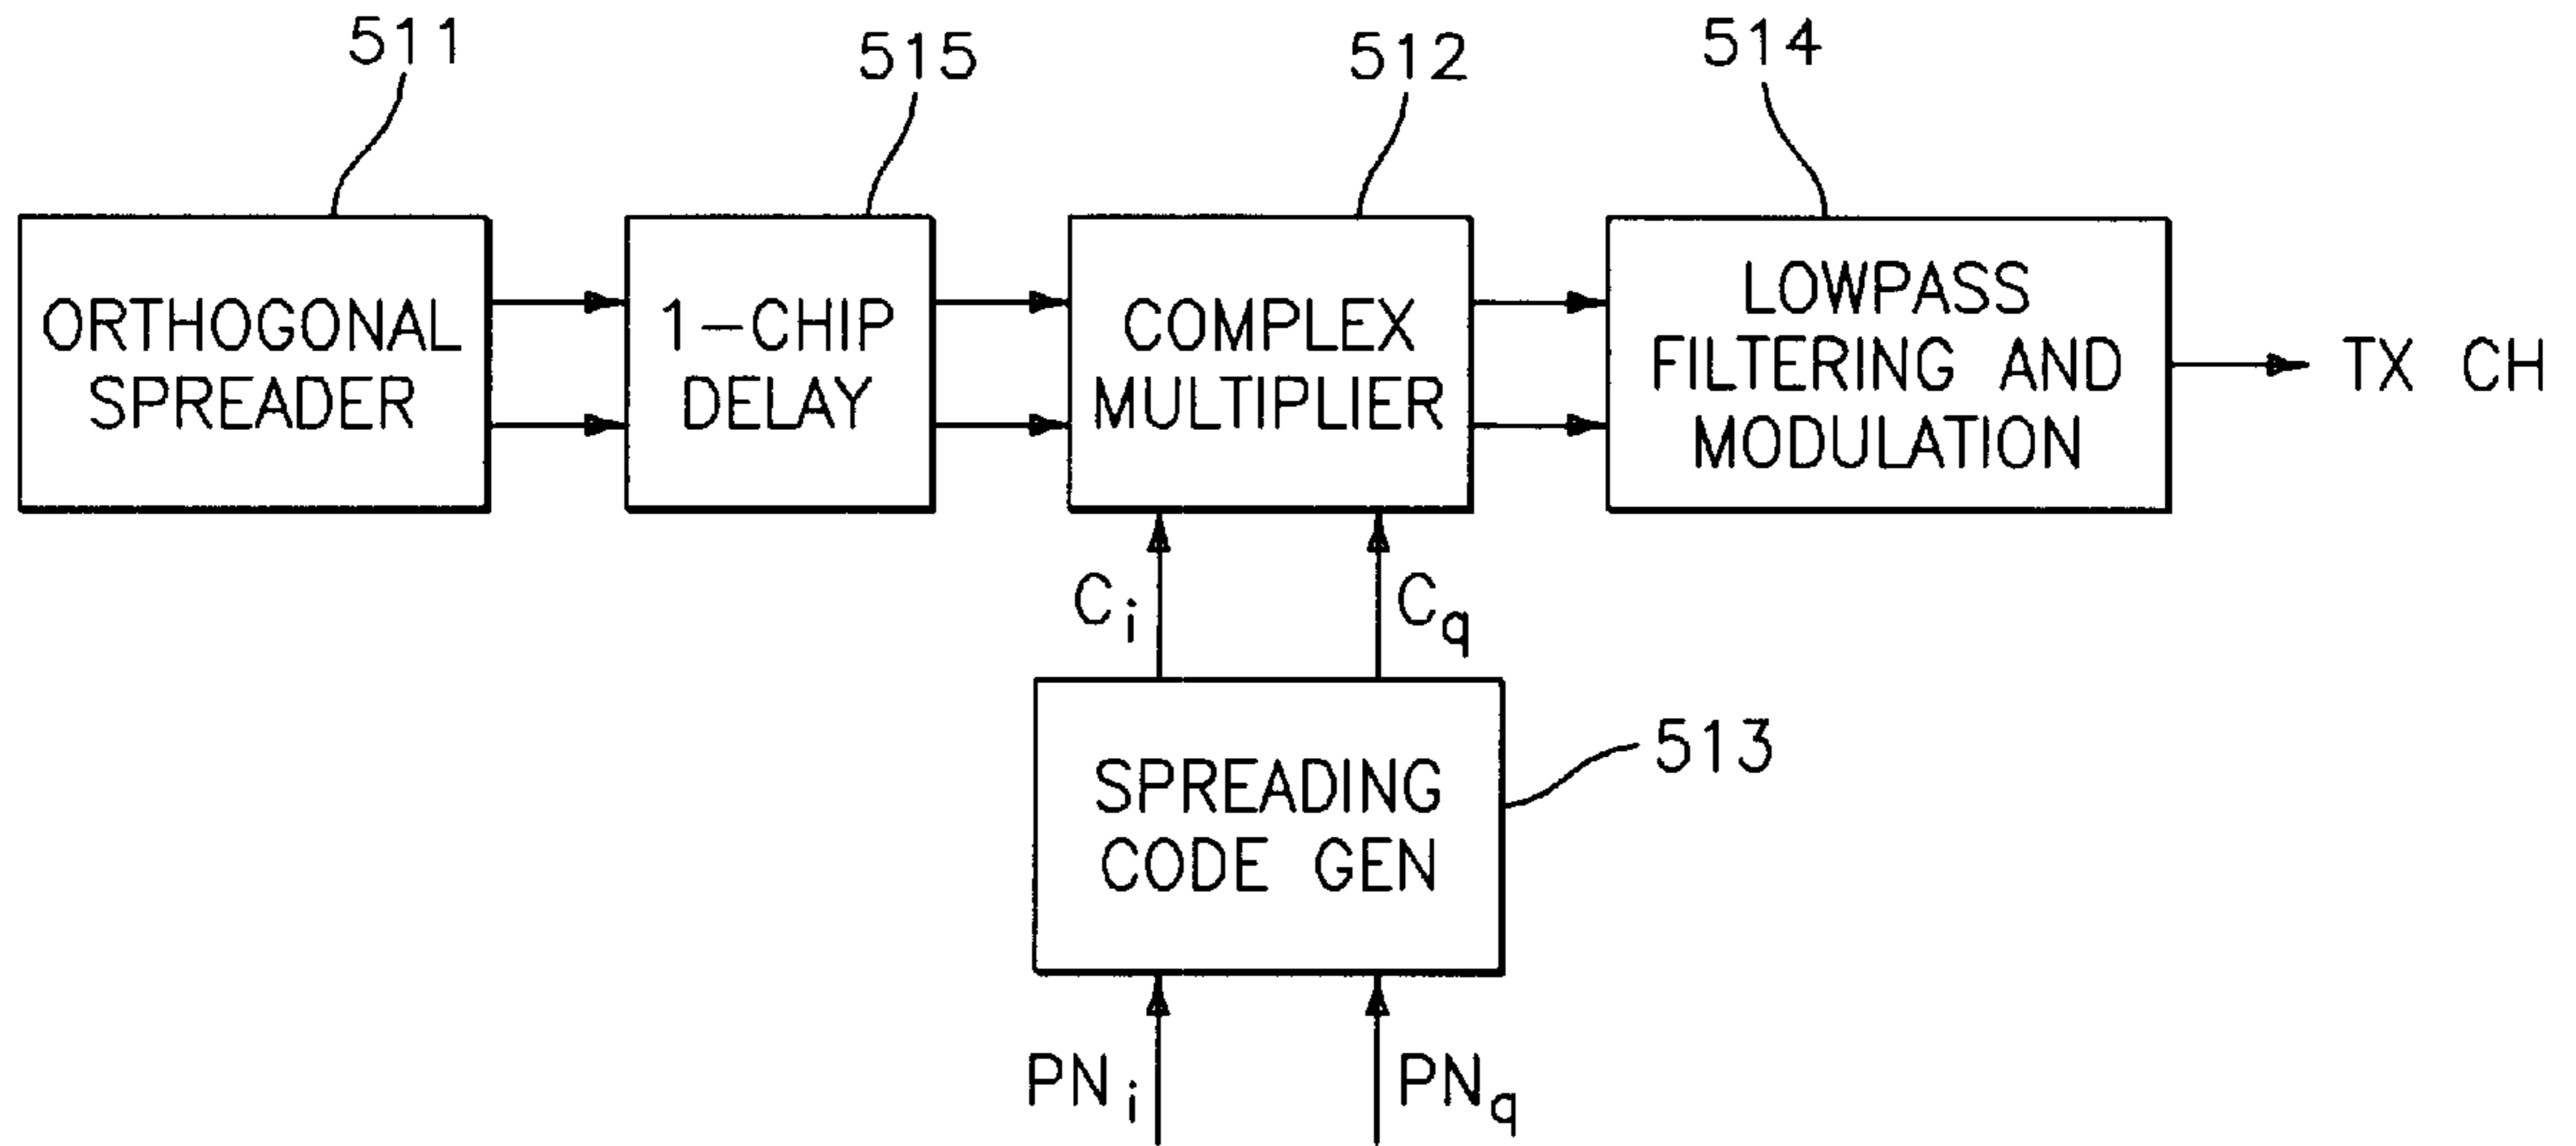 511
515
512
514
ORTHOGONAL
SPREADER
1-CHIP
DELAY
COMPLEX
MULTIPLIER
LOWPASS
FILTERING AND
MODULATION
TX CH
Ci
Cq
SPREADING
CODE GEN
513
PNi
PNq